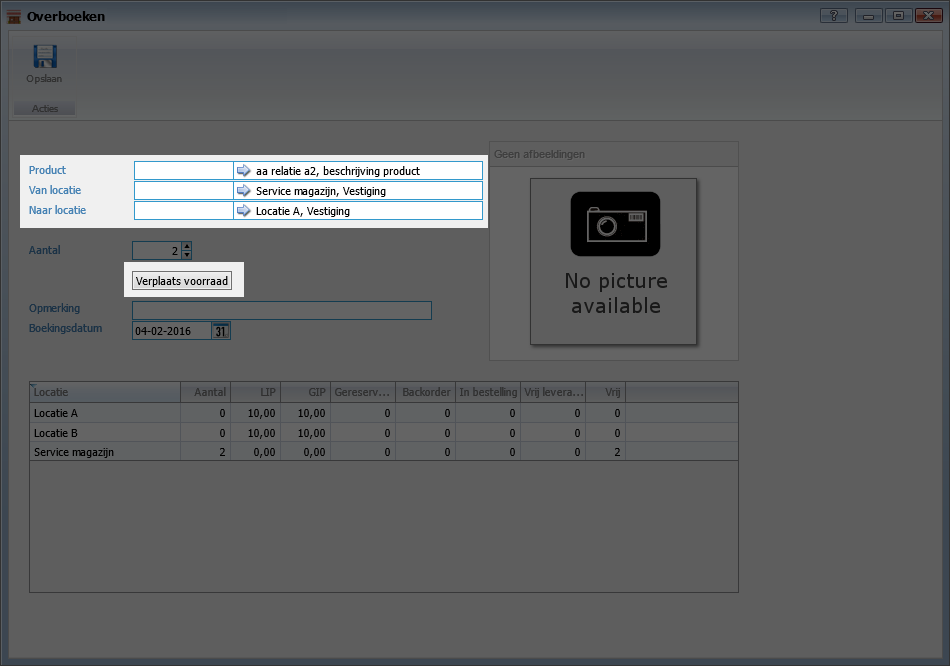 Overboeken
?
Opslaan
Acties
Product aa relatie a2, beschrijving product
Van locatie Service magazijn, Vestiging
Naar locatie Locatie A, Vestiging
Geen afbeeldingen
No picture
available
Aantal 2
Verplaats voorraad
Opmerking
Boekingsdatum 04-02-2016 31
Locatie Aantal LIP GIP Gereserv... Backorder In bestelling Vrij levera... Vrij
Locatie A 0 10,00 10,00 0 0 0 0 0
Locatie B 0 10,00 10,00 0 0 0 0 0
Service magazijn 2 0,00 0,00 0 0 0 0 2